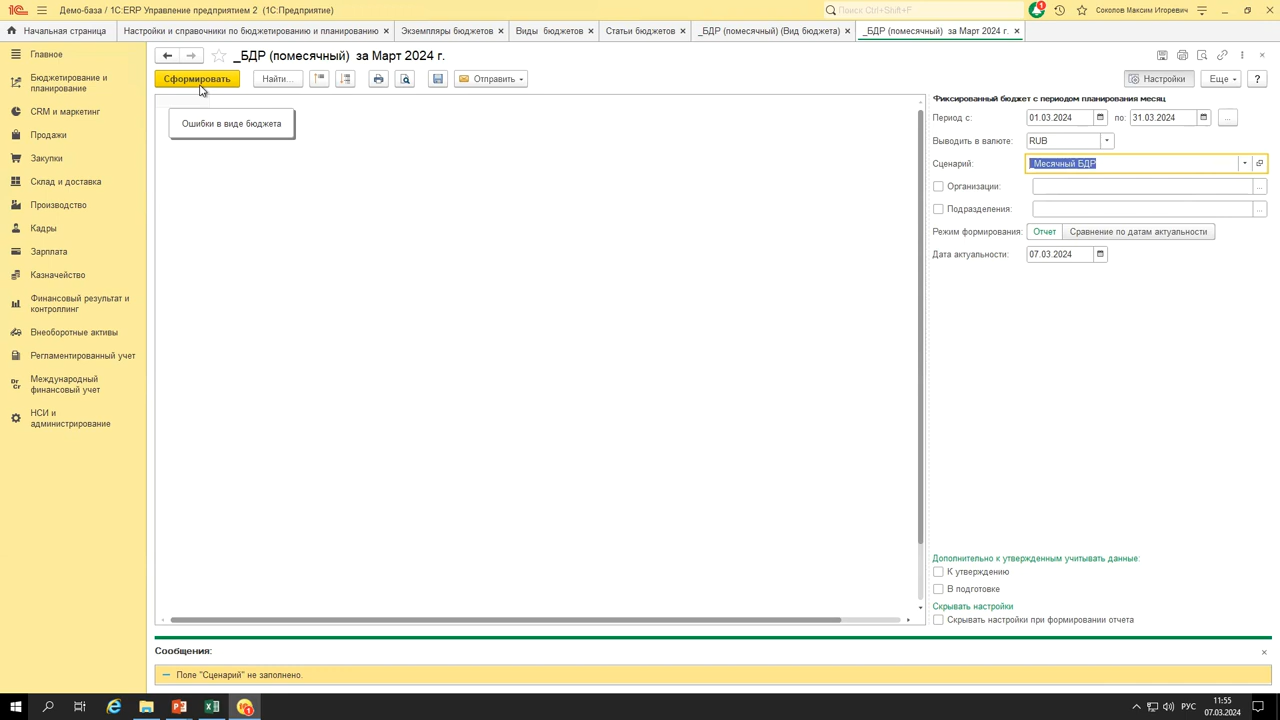 Демо-база / 1С:ERP Управление предприятием 2 (1С:Предприятие)
Поиск Ctrl+Shift+F
1
Соколов Максим Игоревич
Начальная страница
Настройки и справочники по бюджетированию и планированию ×
Экземпляры бюджетов ×
Виды бюджетов ×
Статьи бюджетов ×
_БДР (помесячный) (Вид бюджета) ×
_БДР (помесячный) за Март 2024 г. ×
Главное
Бюджетирование и
планирование
CRM и маркетинг
Продажи
Закупки
Склад и доставка
Производство
Кадры
Зарплата
Казначейство
Финансовый результат и
контроллинг
Внеоборотные активы
Регламентированный учет
Международный
финансовый учет
НСИ и
администрирование
_БДР (помесячный) за Март 2024 г.
Сформировать
Найти...
Отправить
Настройки
Еще
?
Ошибки в виде бюджета
Фиксированный бюджет с периодом планирования месяц
Период с: 01.03.2024 по: 31.03.2024 ...
Выводить в валюте: RUB
Сценарий: _Месячный БДР
Организации: ...
Подразделения: ...
Режим формирования: Отчет Сравнение по датам актуальности
Дата актуальности: 07.03.2024
Дополнительно к утвержденным учитывать данные:
К утверждению
В подготовке
Скрывать настройки
Скрывать настройки при формировании отчета
Сообщения:
Поле "Сценарий" не заполнено.
РУС
11:55
07.03.2024